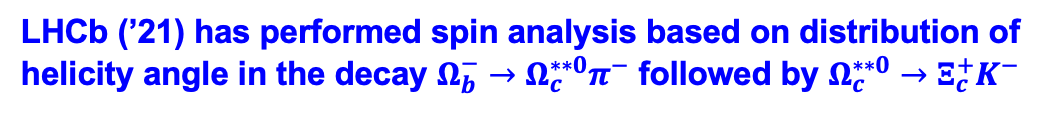 LHCb (’21) has performed spin analysis based on distribution of
helicity angle in the decay Ω_b^- → Ω_c^{**0}π^- followed by Ω_c^{**0} → Ξ_c^+ K^-